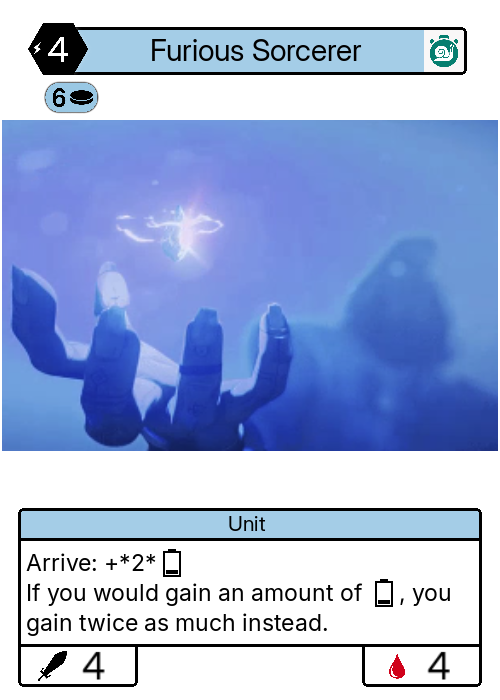 4
Furious Sorcerer
6
Unit
Arrive: +*2*
If you would gain an amount of , you
gain twice as much instead.
4
4